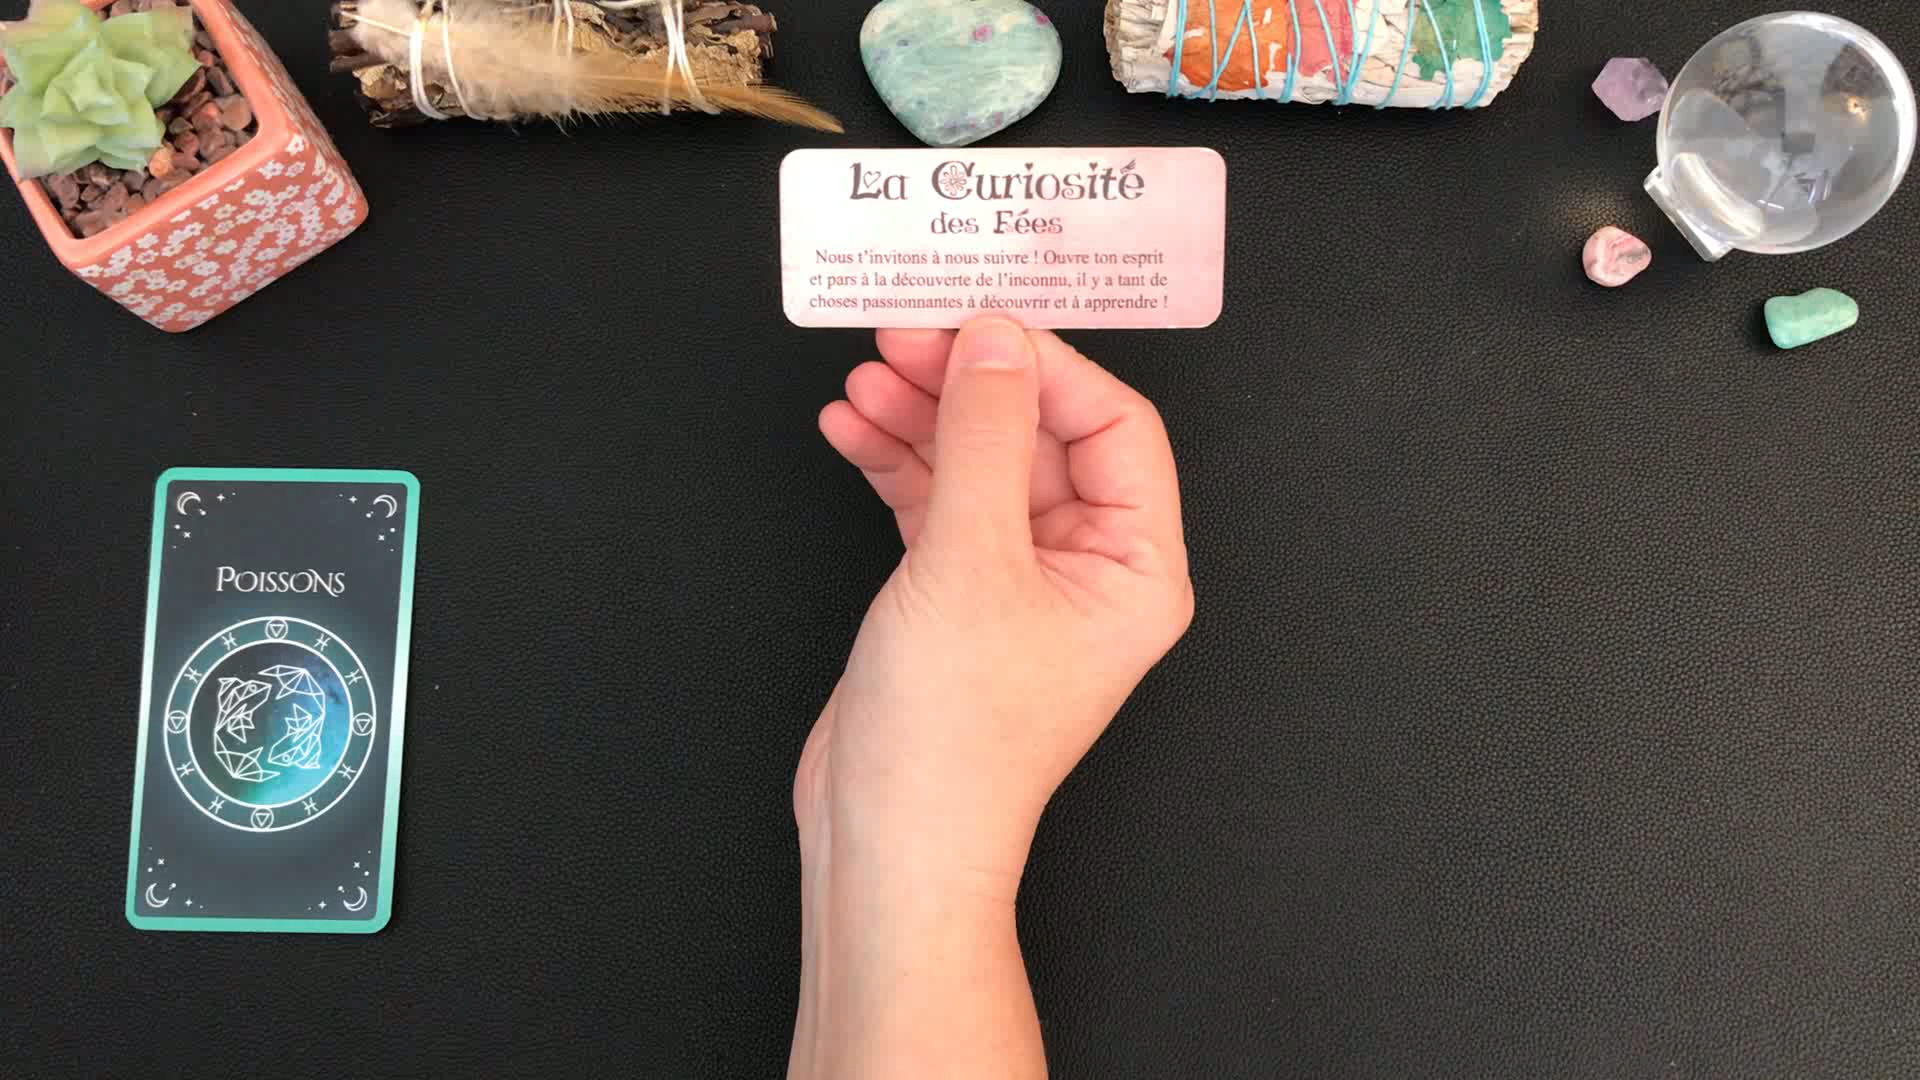 La Curiosité
des Fées
Nous t'invitons à nous suivre ! Ouvre ton esprit
et pars à la découverte de l'inconnu, il y a tant de
choses passionnantes à découvrir et à apprendre !
POISSONS